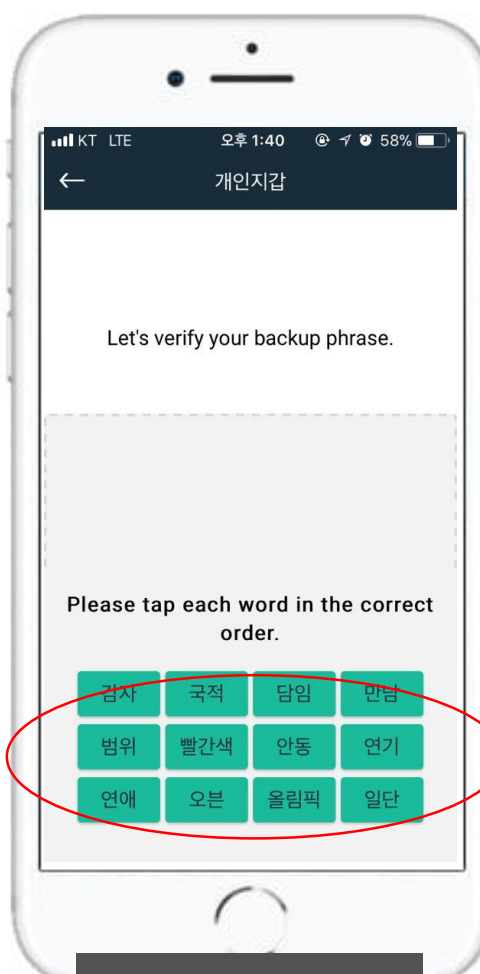 KT LTE 오후 1:40 58%
개인지갑
Let's verify your backup phrase.
Please tap each word in the correct
order.
감자 국적 담임 만남
범위 빨간색 안동 연기
연애 오븐 올림픽 일단